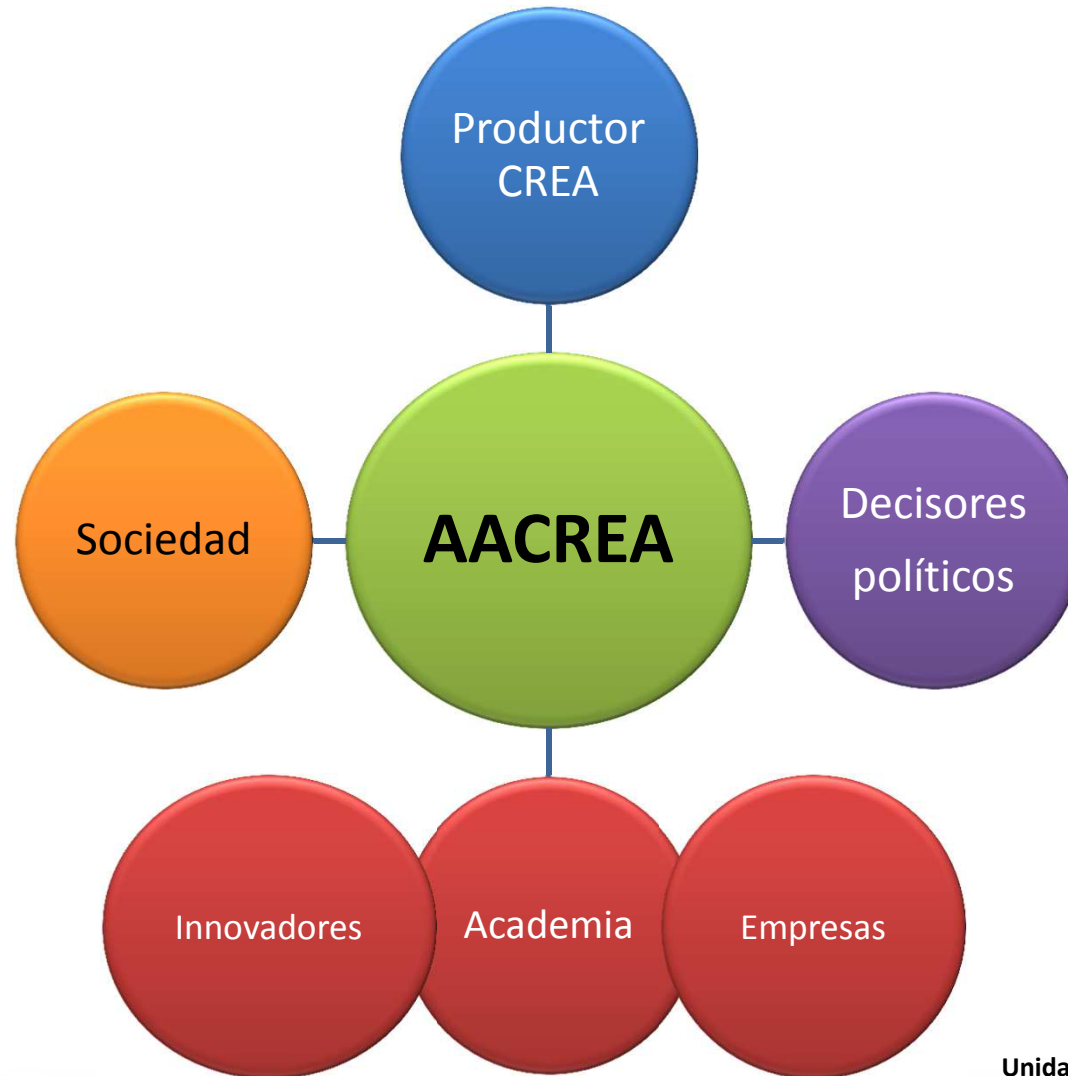 Productor
CREA
Sociedad
AACREA
Decisores
políticos
Innovadores
Academia
Empresas
Unida